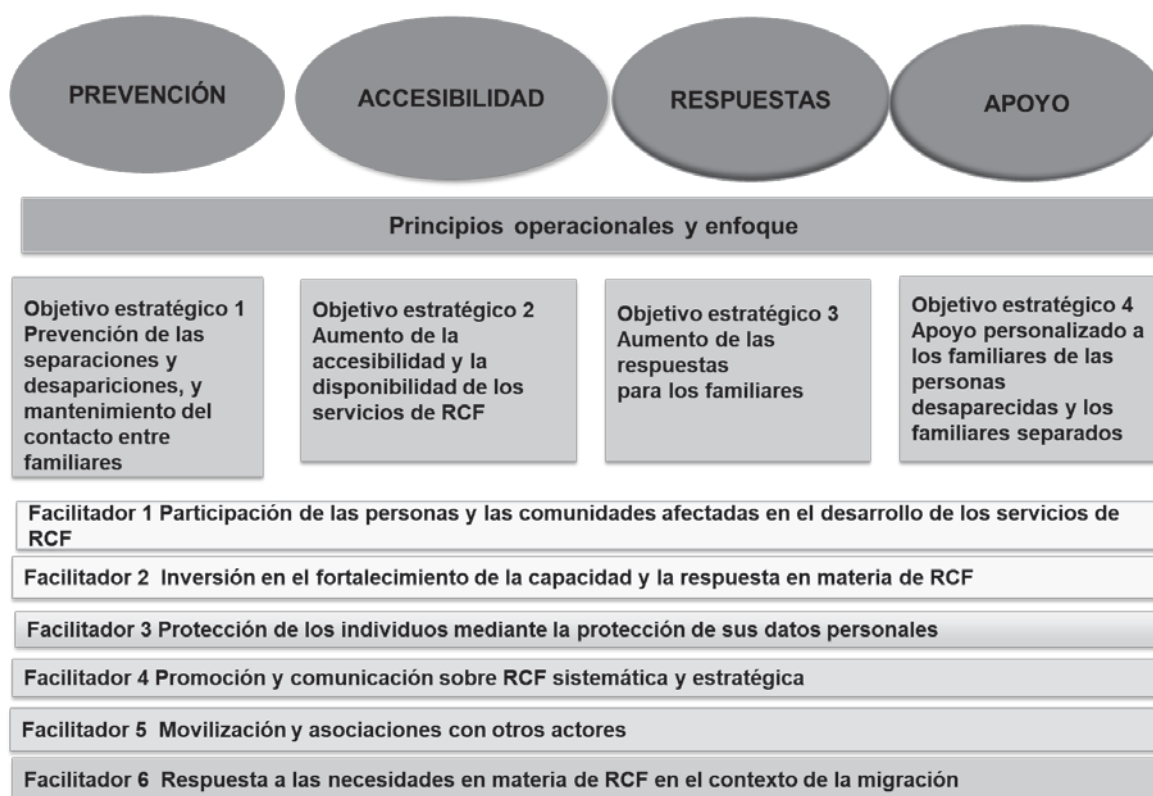 PREVENCIÓN
ACCESIBILIDAD
RESPUESTAS
APOYO
Principios operacionales y enfoque
Objetivo estratégico 1
Prevención de las
separaciones y
desapariciones, y
mantenimiento del
contacto entre
familiares
Objetivo estratégico 2
Aumento de la
accesibilidad y la
disponibilidad de los
servicios de RCF
Objetivo estratégico 3
Aumento de las
respuestas
para los familiares
Objetivo estratégico 4
Apoyo personalizado a
los familiares de las
personas
desaparecidas y los
familiares separados
Facilitador 1 Participación de las personas y las comunidades afectadas en el desarrollo de los servicios de
RCF
Facilitador 2 Inversión en el fortalecimiento de la capacidad y la respuesta en materia de RCF
Facilitador 3 Protección de los individuos mediante la protección de sus datos personales
Facilitador 4 Promoción y comunicación sobre RCF sistemática y estratégica
Facilitador 5 Movilización y asociaciones con otros actores
Facilitador 6 Respuesta a las necesidades en materia de RCF en el contexto de la migración